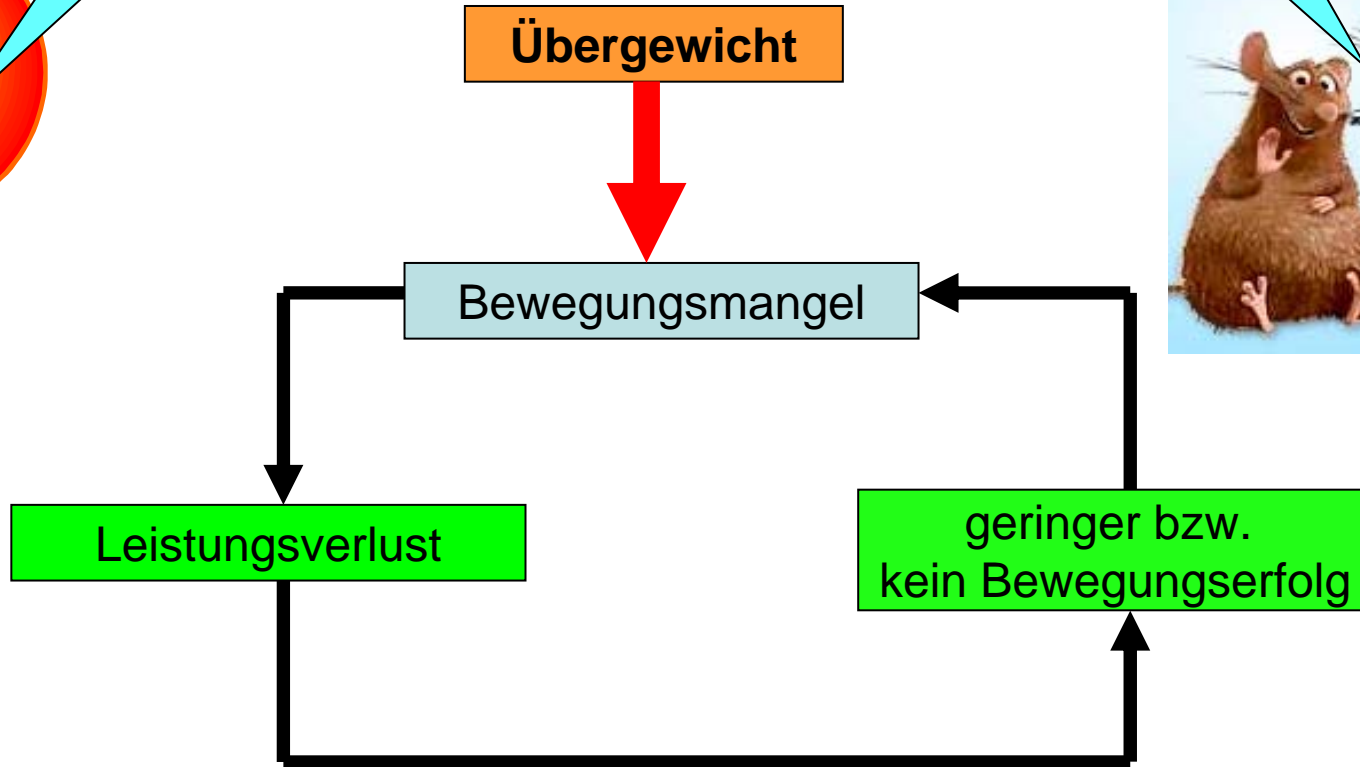 Übergewicht
Bewegungsmangel
Leistungsverlust
geringer bzw.
kein Bewegungserfolg